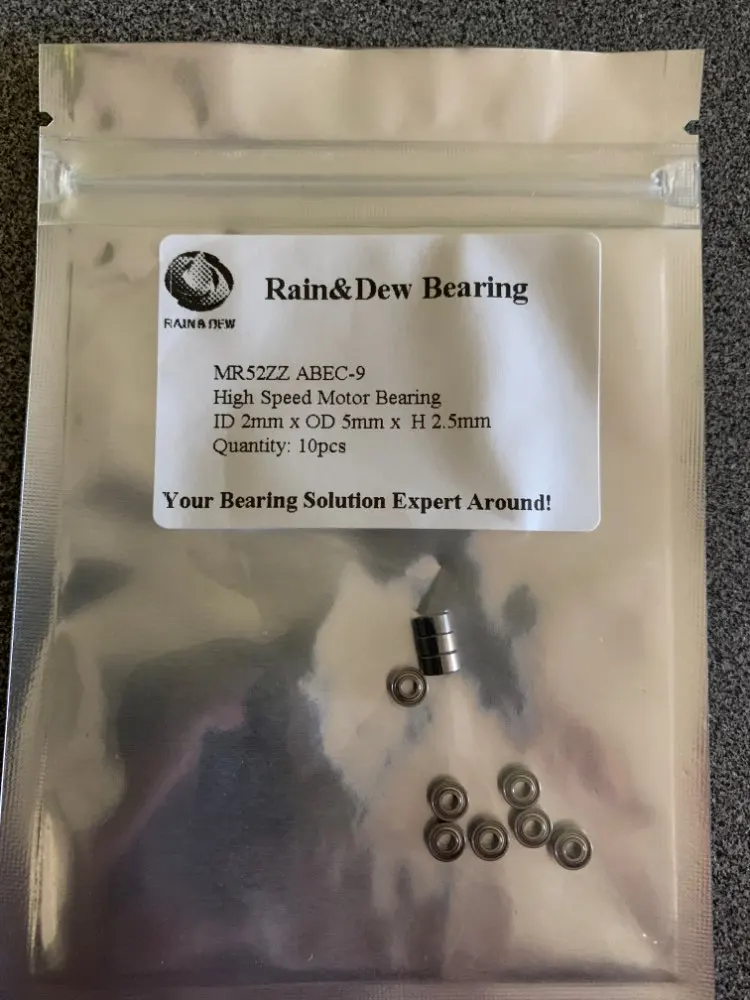 Rain&Dew Bearing
RAIN&DEW
MR52ZZ ABEC-9
High Speed Motor Bearing
ID 2mm x OD 5mm x H 2.5mm
Quantity: 10pcs
Your Bearing Solution Expert Around!